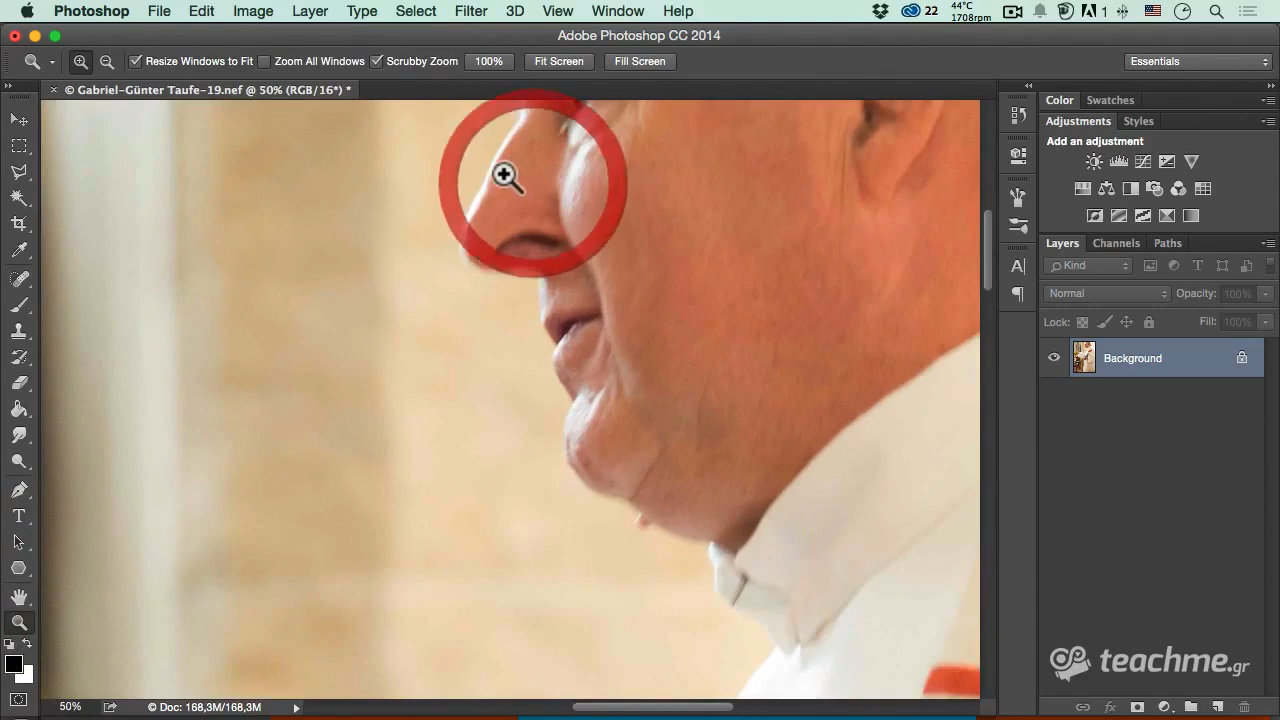 Photoshop File Edit Image Layer Type Select Filter 3D View Window Help 22 44°C 1708rpm 1
Adobe Photoshop CC 2014
Resize Windows to Fit Zoom All Windows Scrubby Zoom 100% Fit Screen Fill Screen Essentials
× © Gabriel-Günter Taufe-19.nef @ 50% (RGB/16*) *
Color Swatches
Adjustments Styles
Add an adjustment
Layers Channels Paths
Kind
Normal Opacity: 100%
Lock: Fill: 100%
Background
teachme.gr
50% © Doc: 168,3M/168,3M
fx